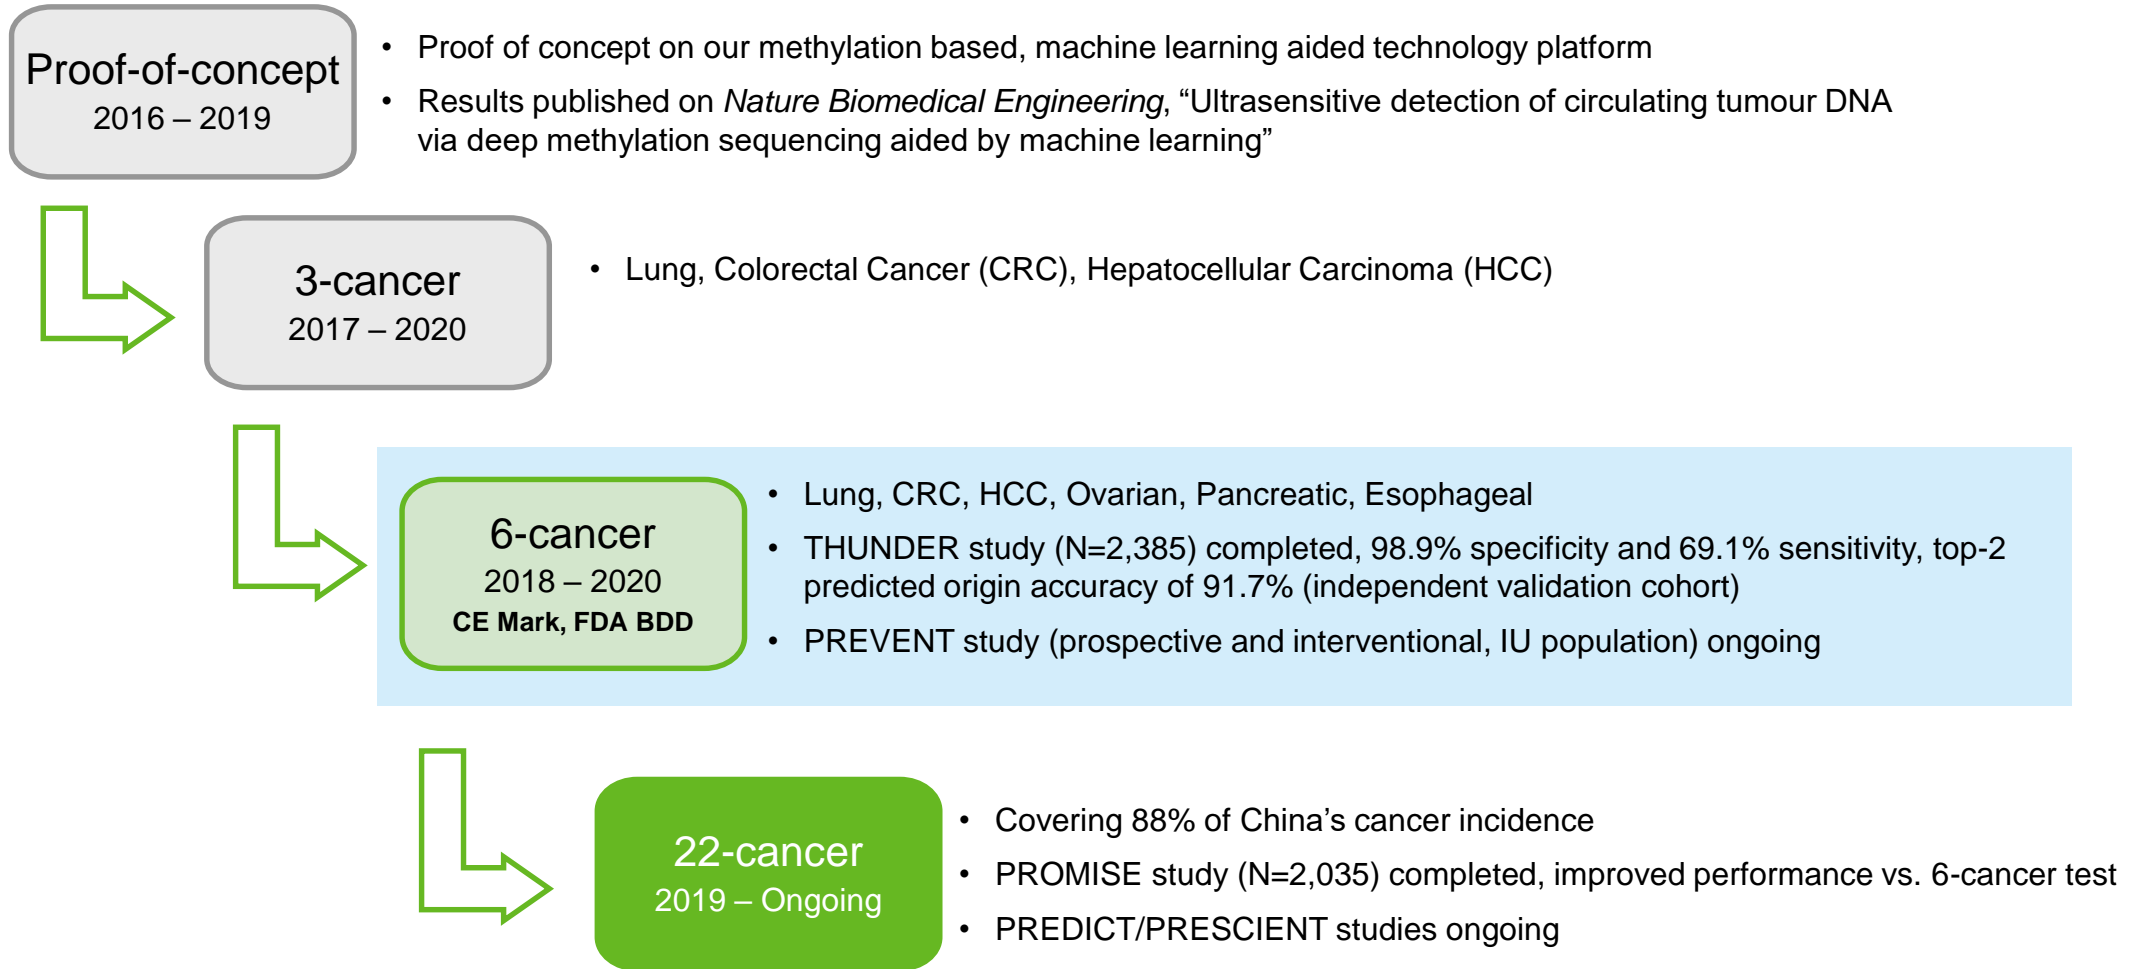 Proof-of-concept
2016 – 2019
• Proof of concept on our methylation based, machine learning aided technology platform
• Results published on Nature Biomedical Engineering, “Ultrasensitive detection of circulating tumour DNA
via deep methylation sequencing aided by machine learning”
3-cancer
2017 – 2020
• Lung, Colorectal Cancer (CRC), Hepatocellular Carcinoma (HCC)
6-cancer
2018 – 2020
CE Mark, FDA BDD
• Lung, CRC, HCC, Ovarian, Pancreatic, Esophageal
• THUNDER study (N=2,385) completed, 98.9% specificity and 69.1% sensitivity, top-2
predicted origin accuracy of 91.7% (independent validation cohort)
• PREVENT study (prospective and interventional, IU population) ongoing
22-cancer
2019 – Ongoing
• Covering 88% of China’s cancer incidence
• PROMISE study (N=2,035) completed, improved performance vs. 6-cancer test
• PREDICT/PRESCIENT studies ongoing